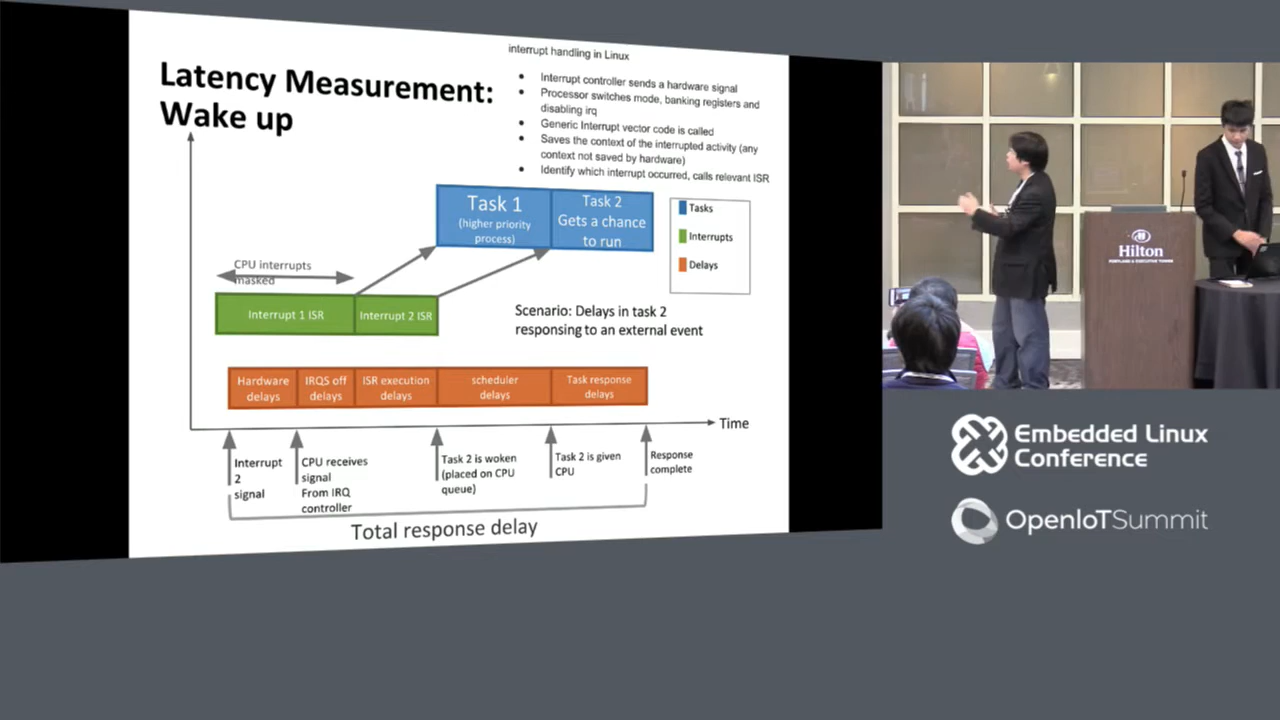 Latency Measurement:
Wake up
interrupt handling in Linux
Interrupt controller sends a hardware signal
Processor switches mode, banking registers and
disabling irq
Generic Interrupt vector code is called
Saves the context of the interrupted activity (any
context not saved by hardware)
Identify which interrupt occurred, calls relevant ISR
Task 1
(higher priority
process)
Task 2
Gets a chance
to run
Tasks
Interrupts
Delays
CPU interrupts
masked
Interrupt 1 ISR
Interrupt 2 ISR
Scenario: Delays in task 2
responsing to an external event
Hardware
delays
IRQS off
delays
ISR execution
delays
scheduler
delays
Task response
delays
Time
Interrupt
2
signal
CPU receives
signal
From IRQ
controller
Task 2 is woken
(placed on CPU
queue)
Task 2 is given
CPU
Response
complete
Total response delay
Hilton
PORTLAND & EXECUTIVE TOWER
Embedded Linux
Conference
OpenIoTSummit